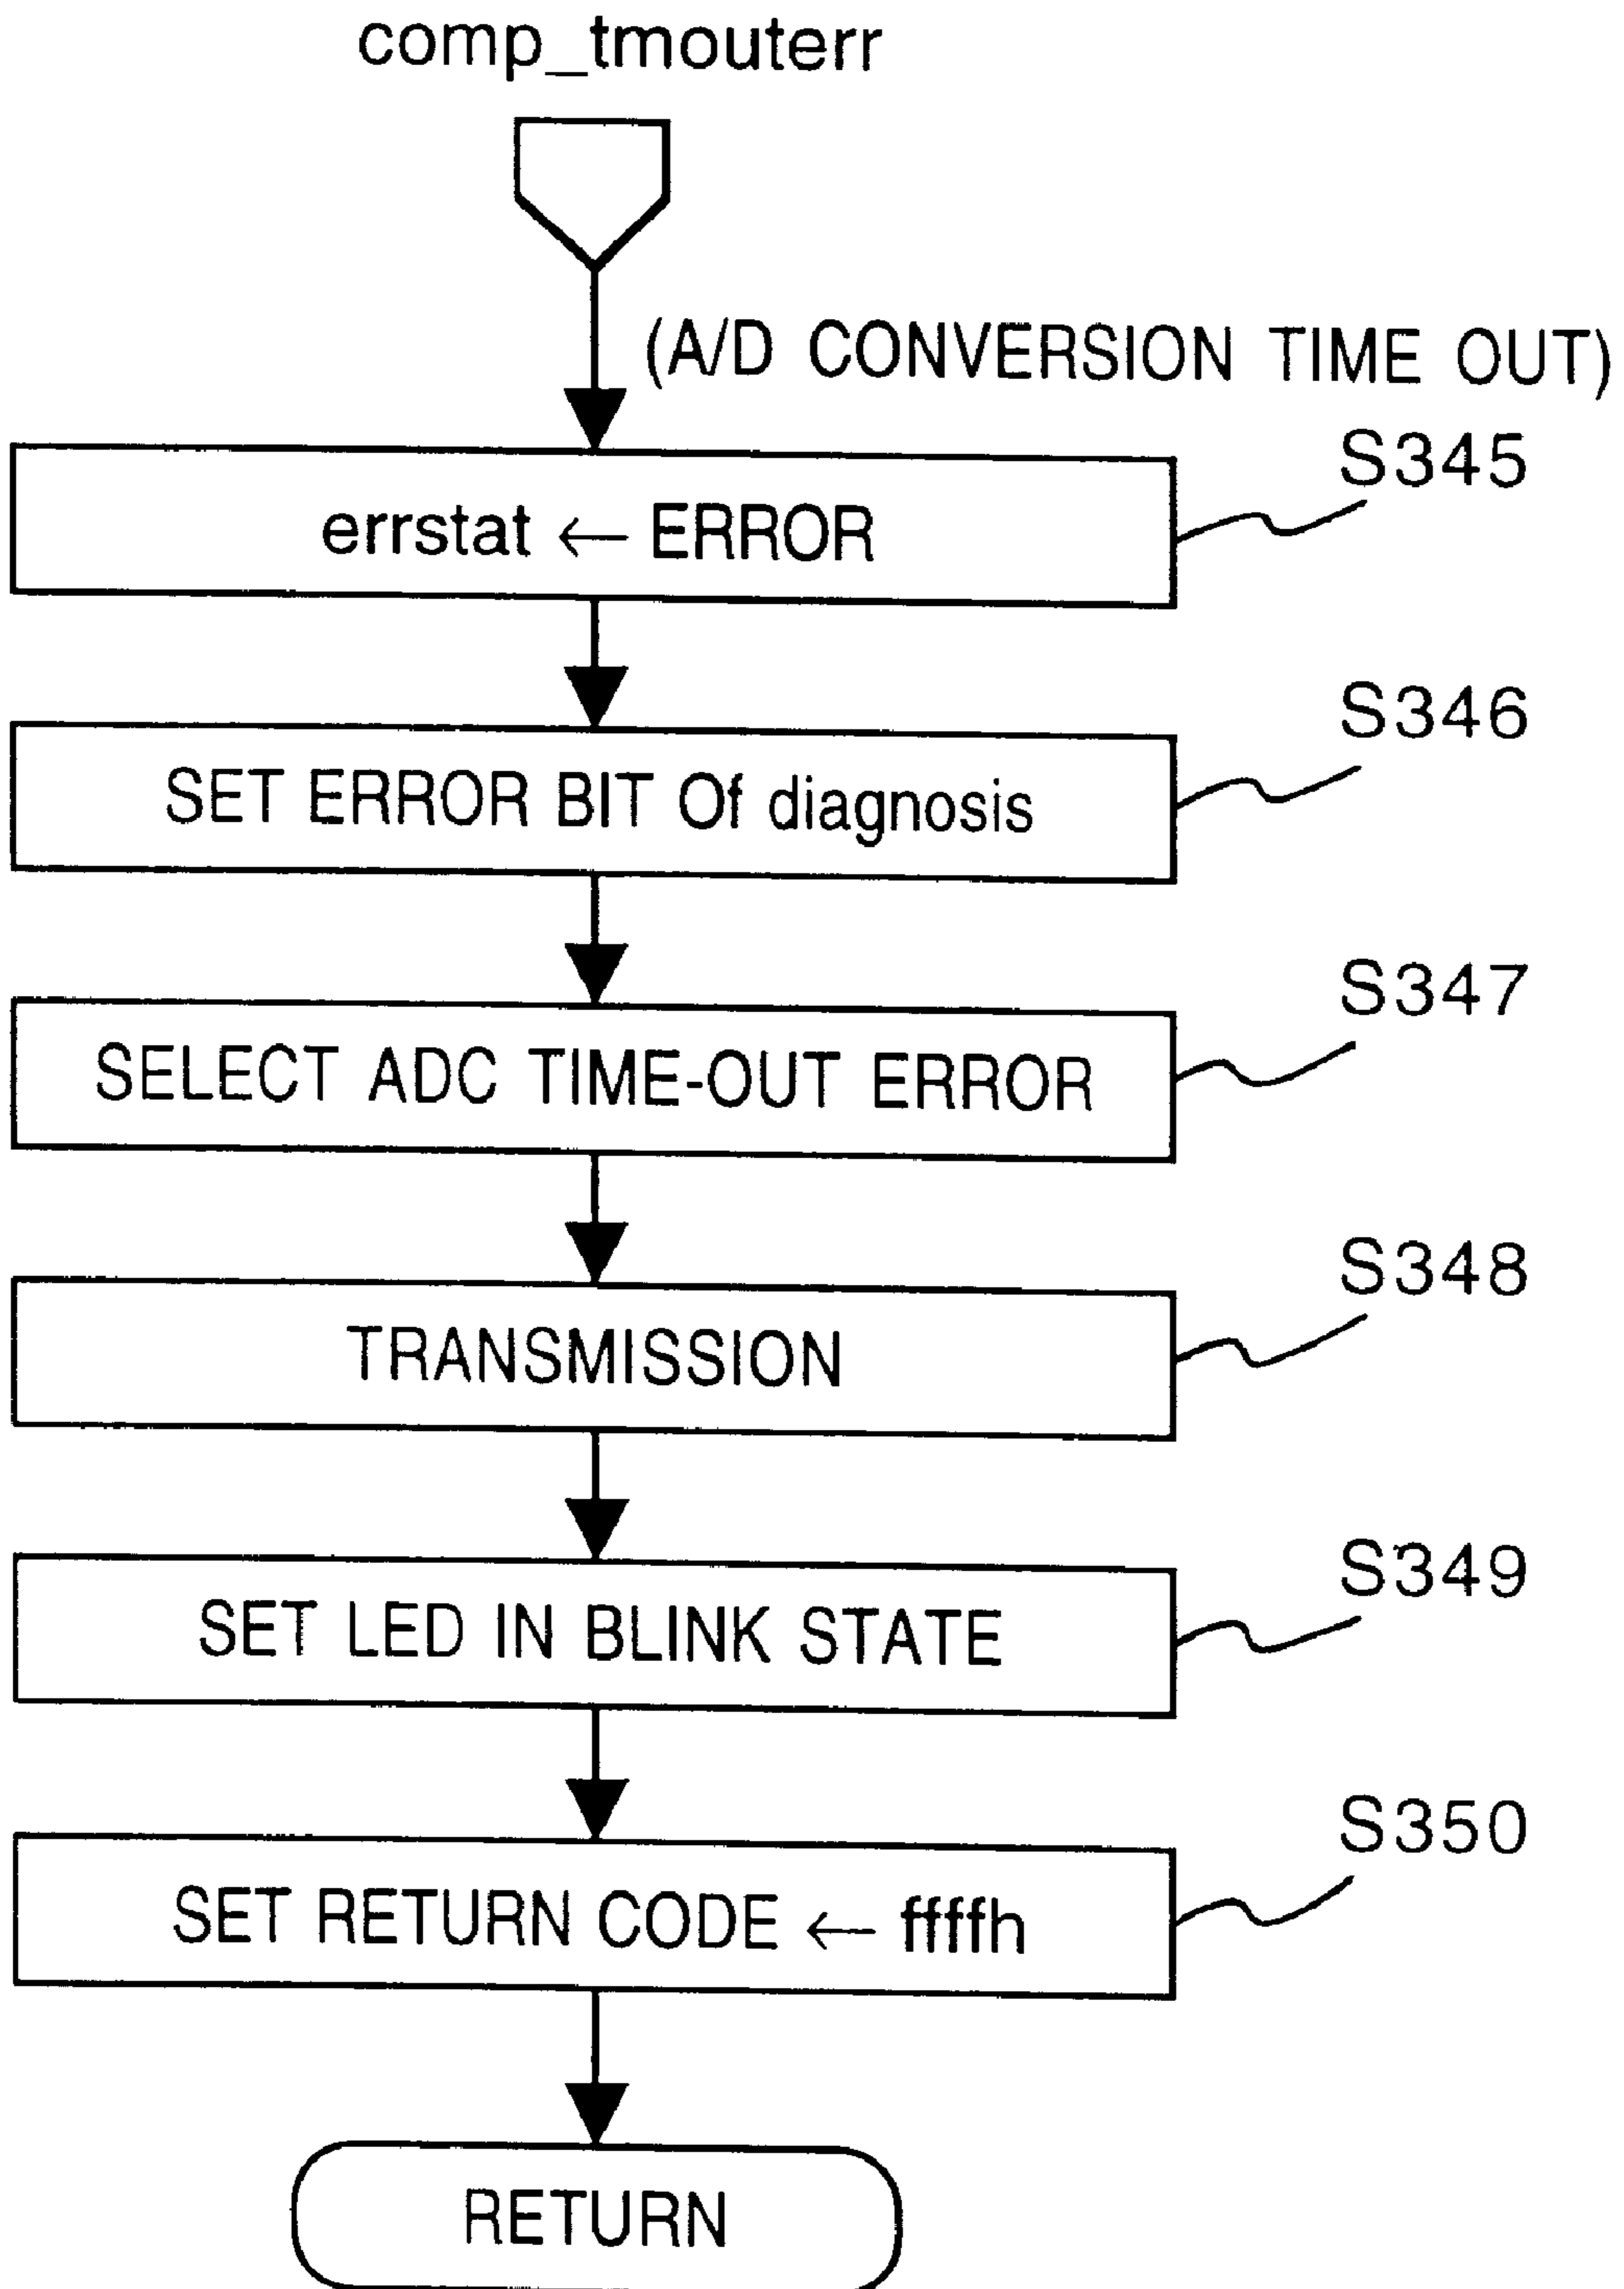 comp_tmouterr
(A/D CONVERSION TIME OUT)
S345
errstat ← ERROR
S346
SET ERROR BIT Of diagnosis
S347
SELECT ADC TIME-OUT ERROR
S348
TRANSMISSION
S349
SET LED IN BLINK STATE
S350
SET RETURN CODE ← ffffh
RETURN